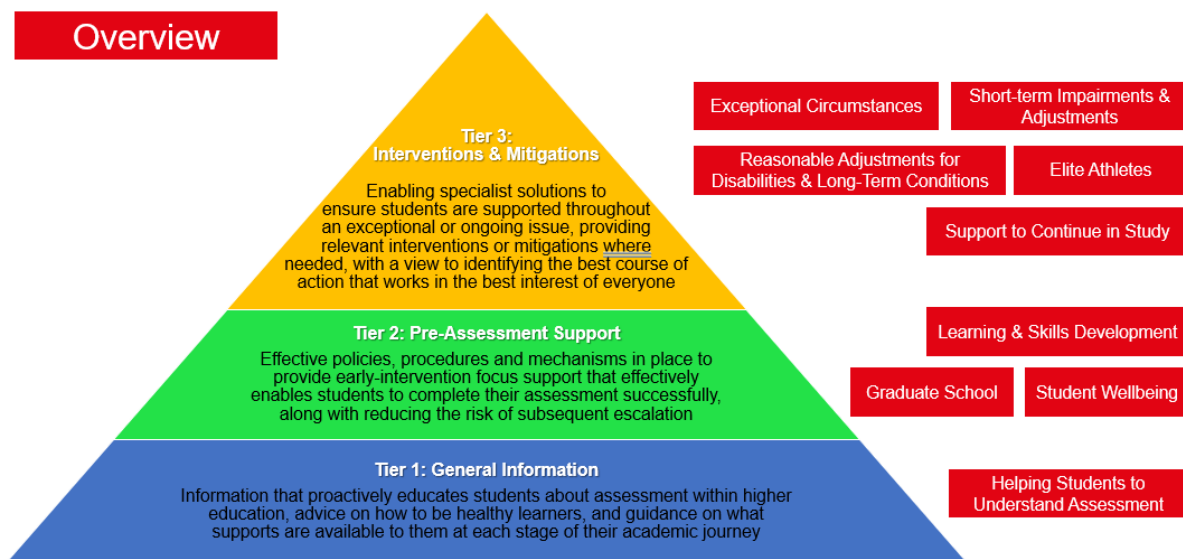 Overview
Tier 3:
Interventions & Mitigations
Enabling specialist solutions to
ensure students are supported throughout
an exceptional or ongoing issue, providing
relevant interventions or mitigations where
needed, with a view to identifying the best course of
action that works in the best interest of everyone
Exceptional Circumstances
Short-term Impairments &
Adjustments
Reasonable Adjustments for
Disabilities & Long-Term Conditions
Elite Athletes
Support to Continue in Study
Tier 2: Pre-Assessment Support
Effective policies, procedures and mechanisms in place to
provide early-intervention focus support that effectively
enables students to complete their assessment successfully,
along with reducing the risk of subsequent escalation
Learning & Skills Development
Graduate School
Student Wellbeing
Tier 1: General Information
Information that proactively educates students about assessment within higher
education, advice on how to be healthy learners, and guidance on what
supports are available to them at each stage of their academic journey
Helping Students to
Understand Assessment